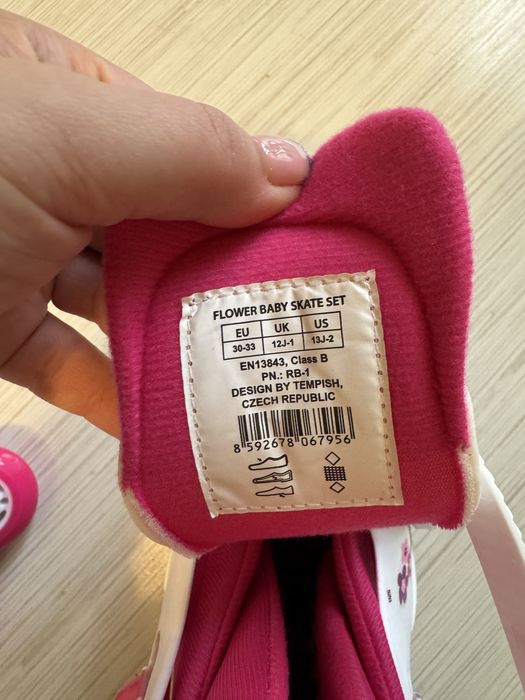 FLOWER BABY SKATE SET
EU UK US
30-33 12J-1 13J-2
EN13843, Class B
PN.: RB-1
DESIGN BY TEMPISH,
CZECH REPUBLIC
8 592678 067956